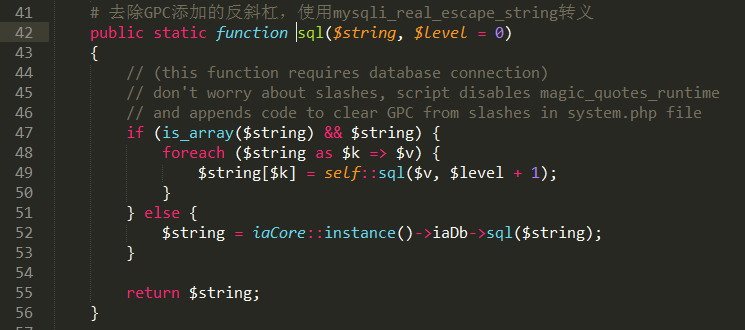 41 # 去除GPC添加的反斜杠，使用mysqli_real_escape_string转义
42 public static function sql($string, $level = 0)
43 {
44 // (this function requires database connection)
45 // don't worry about slashes, script disables magic_quotes_runtime
46 // and appends code to clear GPC from slashes in system.php file
47 if (is_array($string) && $string) {
48 foreach ($string as $k => $v) {
49 $string[$k] = self::sql($v, $level + 1);
50 }
51 } else {
52 $string = iaCore::instance()->iaDb->sql($string);
53 }
54
55 return $string;
56 }